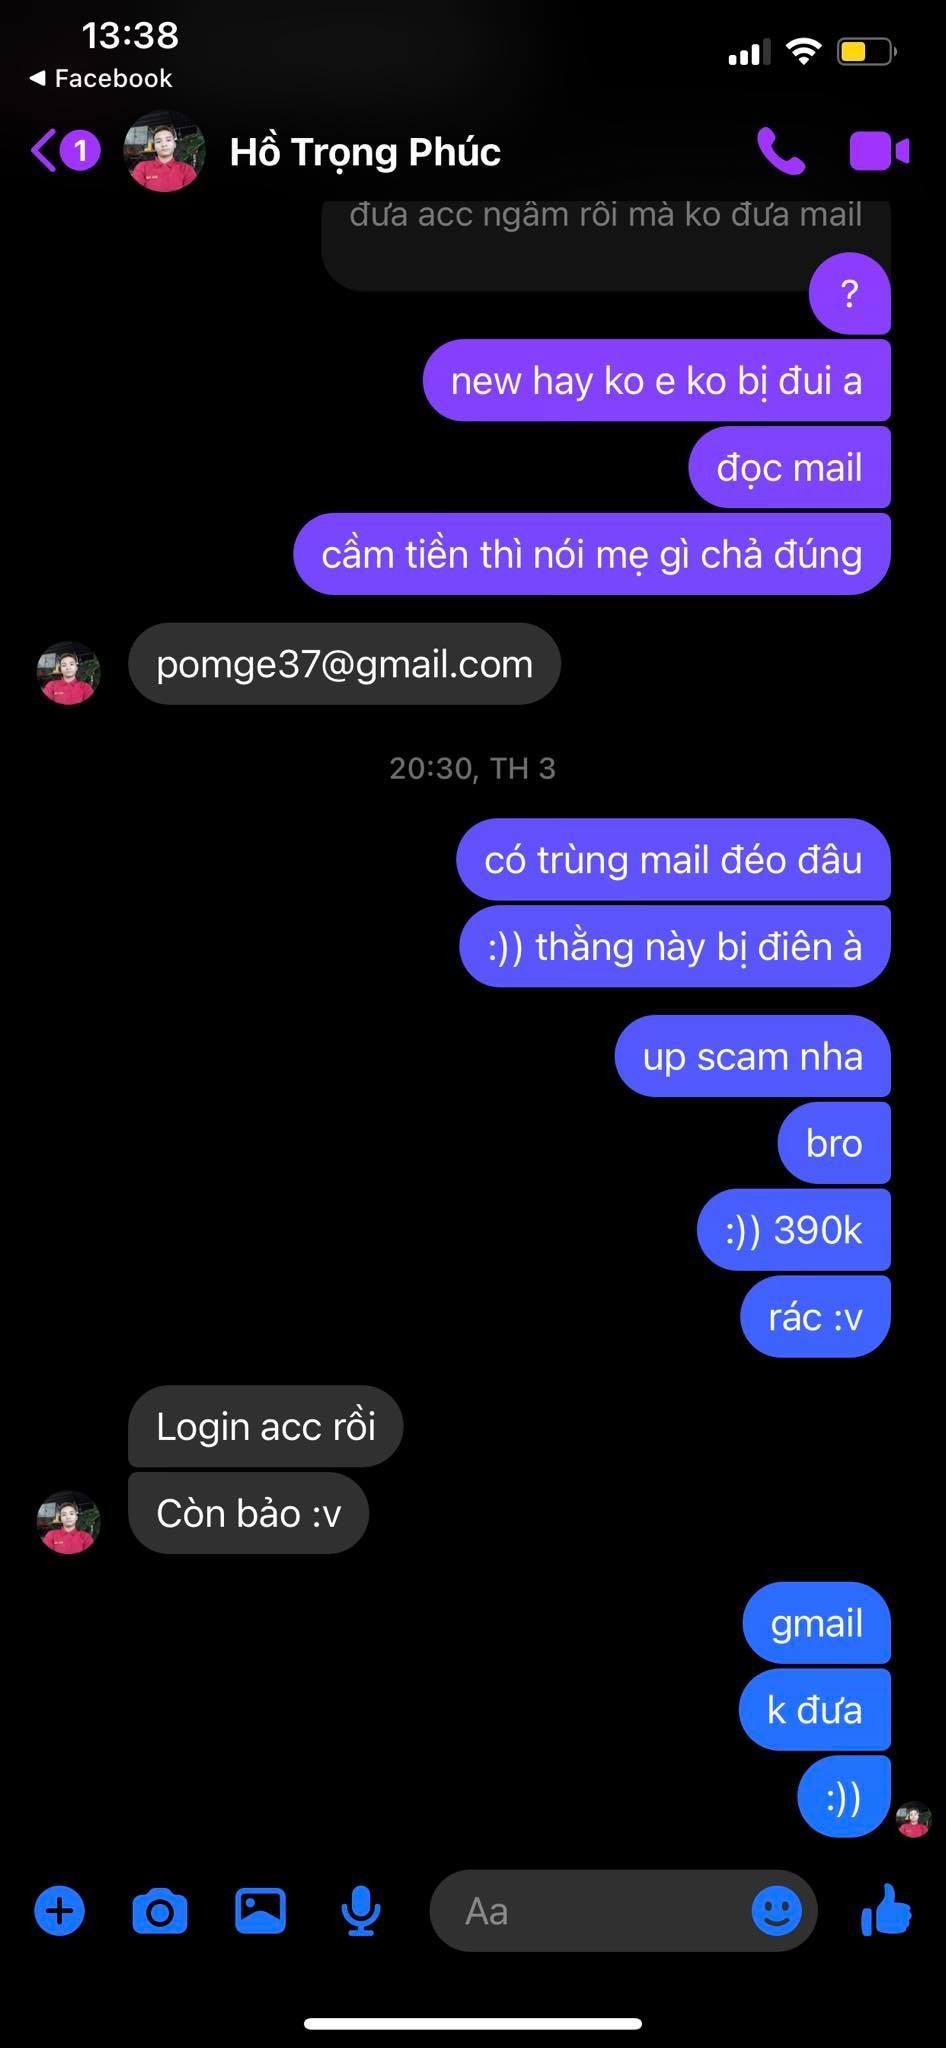 13:38
Facebook
1
Hồ Trọng Phúc
đưa acc ngâm rồi mà ko đưa mail
?
new hay ko e ko bị đui a
đọc mail
cầm tiền thì nói mẹ gì chả đúng
pomge37@gmail.com
20:30, TH 3
có trùng mail đéo đâu
:)) thằng này bị điên à
up scam nha
bro
:)) 390k
rác :v
Login acc rồi
Còn bảo :v
gmail
k đưa
:))
Aa